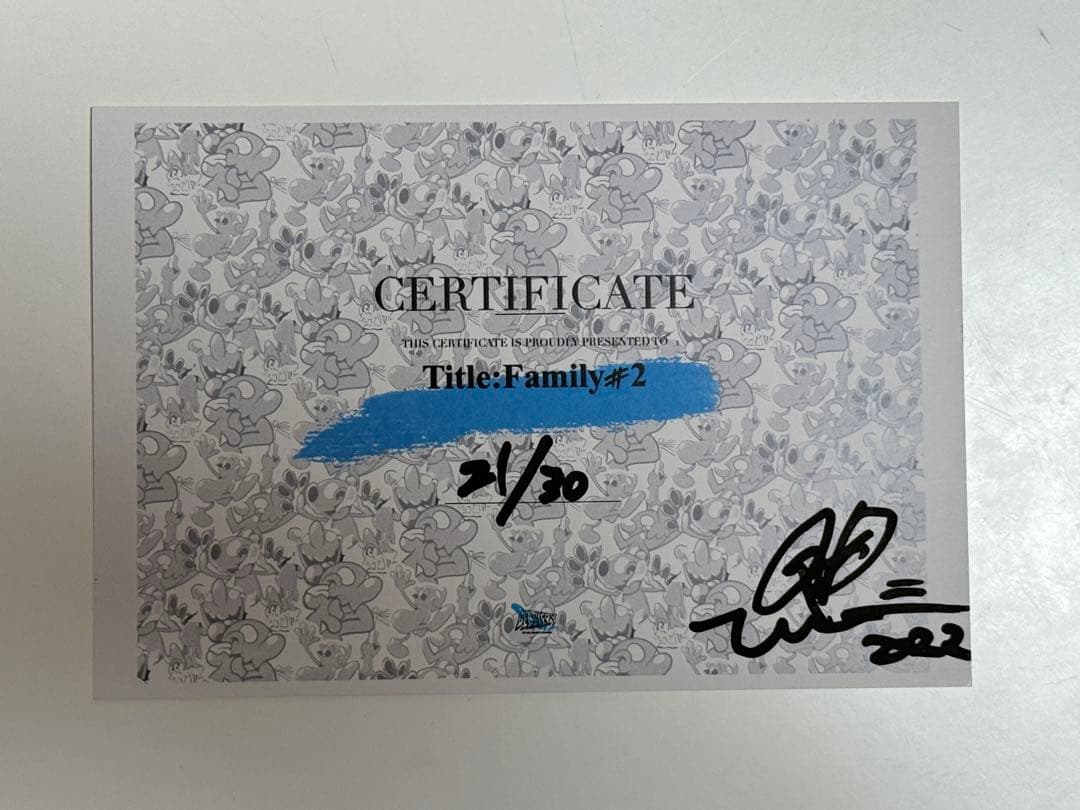 CERTIFICATE
THIS CERTIFICATE IS PROUDLY PRESENTED TO :
Title:Family#2
21/30
2022